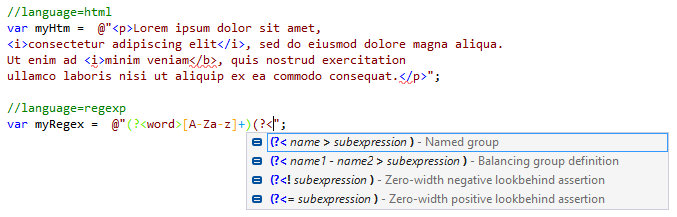 //language=html
var myHtm =  @"<p>Lorem ipsum dolor sit amet,
<i>consectetur adipiscing elit</i>, sed do eiusmod dolore magna aliqua.
Ut enim ad <i>minim veniam</b>, quis nostrud exercitation
ullamco laboris nisi ut aliquip ex ea commodo consequat.</p>";
//language=regexp
var myRegex =  @"(?<word>[A-Za-z]+)(?<";
(?< name > subexpression ) - Named group
(?< name1 - name2 > subexpression ) - Balancing group definition
(?<! subexpression ) - Zero-width negative lookbehind assertion
(?<= subexpression ) - Zero-width positive lookbehind assertion